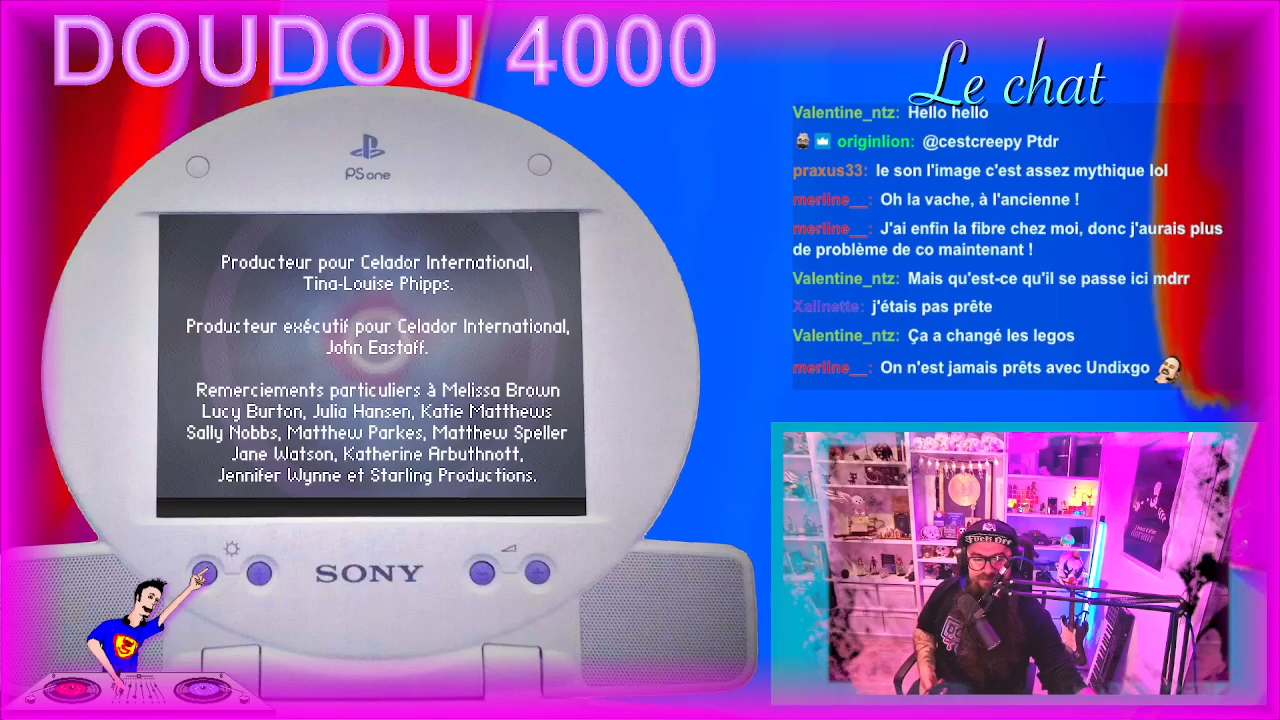 DOUDOU 4000
PS one
Producteur pour Celador International,
Tina-Louise Phipps.
Producteur exécutif pour Celador International,
John Eastaff.
Remerciements particuliers à Melissa Brown
Lucy Burton, Julia Hansen, Katie Matthews
Sally Nobbs, Matthew Parkes, Matthew Speller
Jane Watson, Katherine Arbuthnott,
Jennifer Wynne et Starling Productions.
SONY
Le chat
Valentine_ntz: Hello hello
originlion: @cestcreepy Ptdr
praxus33: le son l'image c'est assez mythique lol
merline__: Oh la vache, à l'ancienne !
merline__: J'ai enfin la fibre chez moi, donc j'aurais plus
de problème de co maintenant !
Valentine_ntz: Mais qu'est-ce qu'il se passe ici mdrr
Xalinette: j'étais pas prête
Valentine_ntz: Ça a changé les legos
merline__: On n'est jamais prêts avec Undixgo